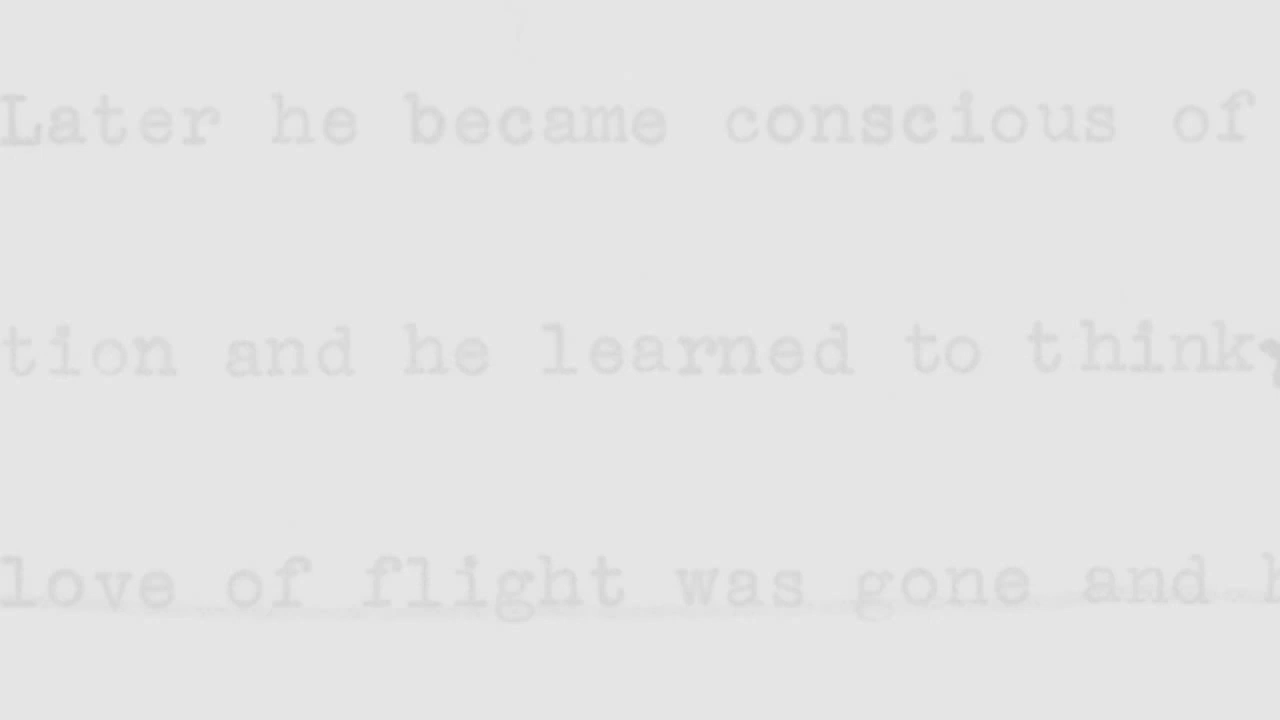 Later he became conscious of
tion and he learned to think,
love of flight was gone and